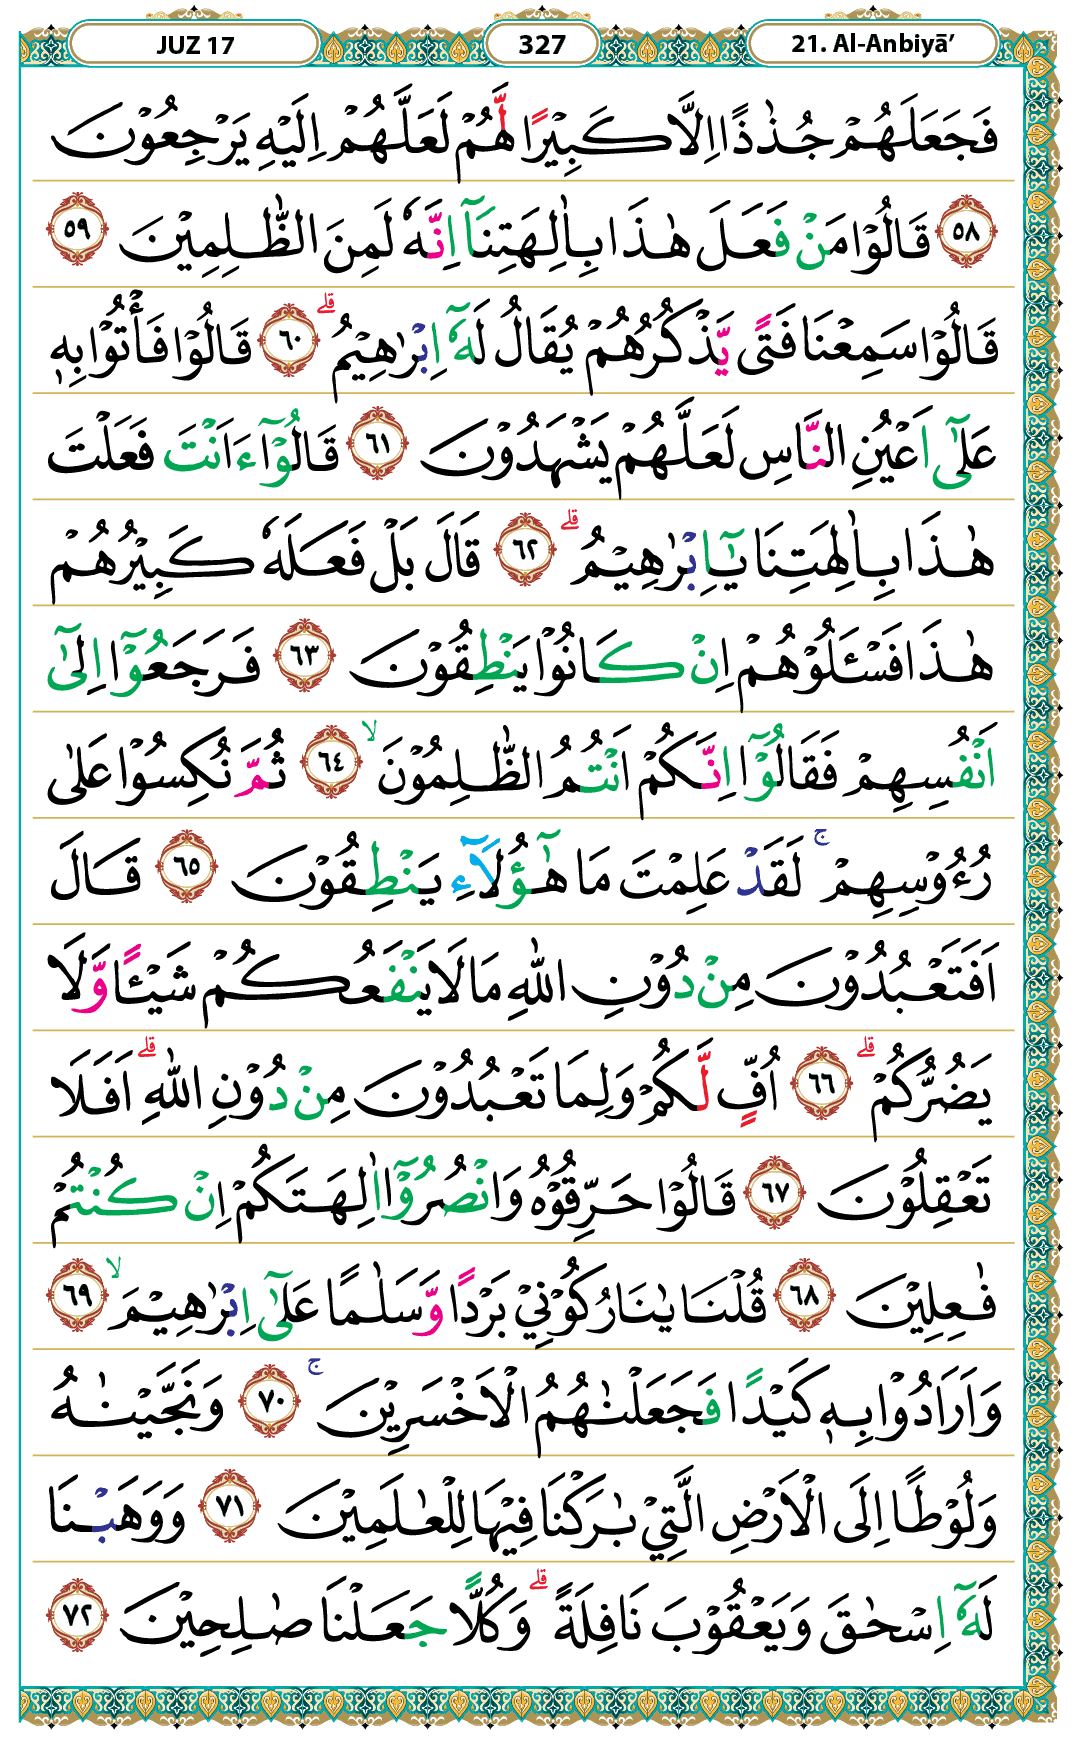 JUZ 17
327
21. Al-Anbiyā’
فَجَعَلَهُمْ جُذٰذًا اِلَّا كَبِيْرًا لَّهُمْ لَعَلَّهُمْ اِلَيْهِ يَرْجِعُوْنَ
٥٨ قَالُوْا مَنْ فَعَلَ هٰذَا بِاٰلِهَتِنَآ اِنَّهٗ لَمِنَ الظّٰلِمِيْنَ ٥٩
قَالُوْا سَمِعْنَا فَتًى يَّذْكُرُهُمْ يُقَالُ لَهٗٓ اِبْرٰهِيْمُ ۗ ٦٠ قَالُوْا فَأْتُوْا بِهٖ
عَلٰٓى اَعْيُنِ النَّاسِ لَعَلَّهُمْ يَشْهَدُوْنَ ٦١ قَالُوْٓا ءَاَنْتَ فَعَلْتَ
هٰذَا بِاٰلِهَتِنَا يٰٓاِبْرٰهِيْمُ ۗ ٦٢ قَالَ بَلْ فَعَلَهٗ كَبِيْرُهُمْ
هٰذَا فَسْـَٔلُوْهُمْ اِنْ كَانُوْا يَنْطِقُوْنَ ٦٣ فَرَجَعُوْٓا اِلٰٓى
اَنْفُسِهِمْ فَقَالُوْٓا اِنَّكُمْ اَنْتُمُ الظّٰلِمُوْنَ ۙ ٦٤ ثُمَّ نُكِسُوْا عَلٰى
رُءُوْسِهِمْ ۚ لَقَدْ عَلِمْتَ مَا هٰٓؤُلَاۤءِ يَنْطِقُوْنَ ٦٥ قَالَ
اَفَتَعْبُدُوْنَ مِنْ دُوْنِ اللّٰهِ مَا لَا يَنْفَعُكُمْ شَيْـًٔا وَّلَا
يَضُرُّكُمْ ۗ ٦٦ اُفٍّ لَّكُمْ وَلِمَا تَعْبُدُوْنَ مِنْ دُوْنِ اللّٰهِ ۗ اَفَلَا
تَعْقِلُوْنَ ٦٧ قَالُوْا حَرِّقُوْهُ وَانْصُرُوْٓا اٰلِهَتَكُمْ اِنْ كُنْتُمْ
فٰعِلِيْنَ ٦٨ قُلْنَا يٰنَارُ كُوْنِيْ بَرْدًا وَّسَلٰمًا عَلٰٓى اِبْرٰهِيْمَ ۙ ٦٩
وَاَرَادُوْا بِهٖ كَيْدًا فَجَعَلْنٰهُمُ الْاَخْسَرِيْنَ ۚ ٧٠ وَنَجَّيْنٰهُ
وَلُوْطًا اِلَى الْاَرْضِ الَّتِيْ بٰرَكْنَا فِيْهَا لِلْعٰلَمِيْنَ ٧١ وَوَهَبْنَا
لَهٗٓ اِسْحٰقَ وَيَعْقُوْبَ نَافِلَةً ۗ وَكُلًّا جَعَلْنَا صٰلِحِيْنَ ٧٢